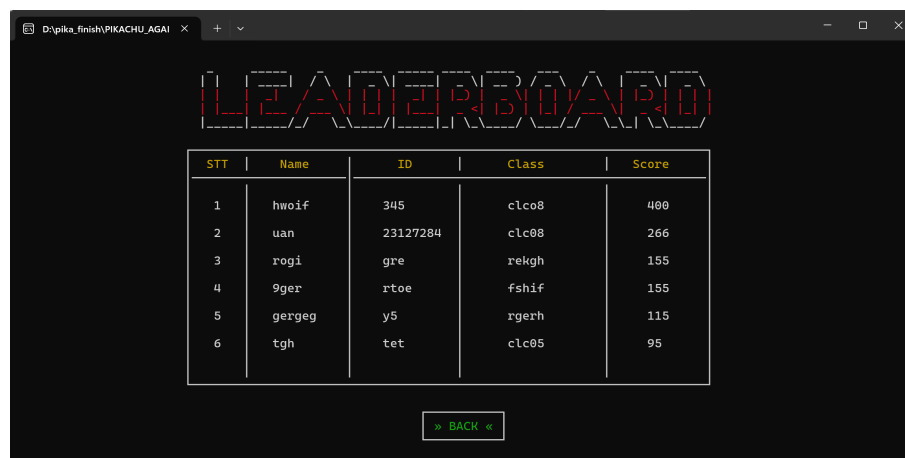 D:\pika_finish\PIKACHU_AGAI
LEADERBOARD
STT | Name | ID | Class | Score
1 hwoif 345 clco8 400
2 uan 23127284 clc08 266
3 rogi gre rekgh 155
4 9ger rtoe fshif 155
5 gergeg y5 rgerh 115
6 tgh tet clc05 95
» BACK «